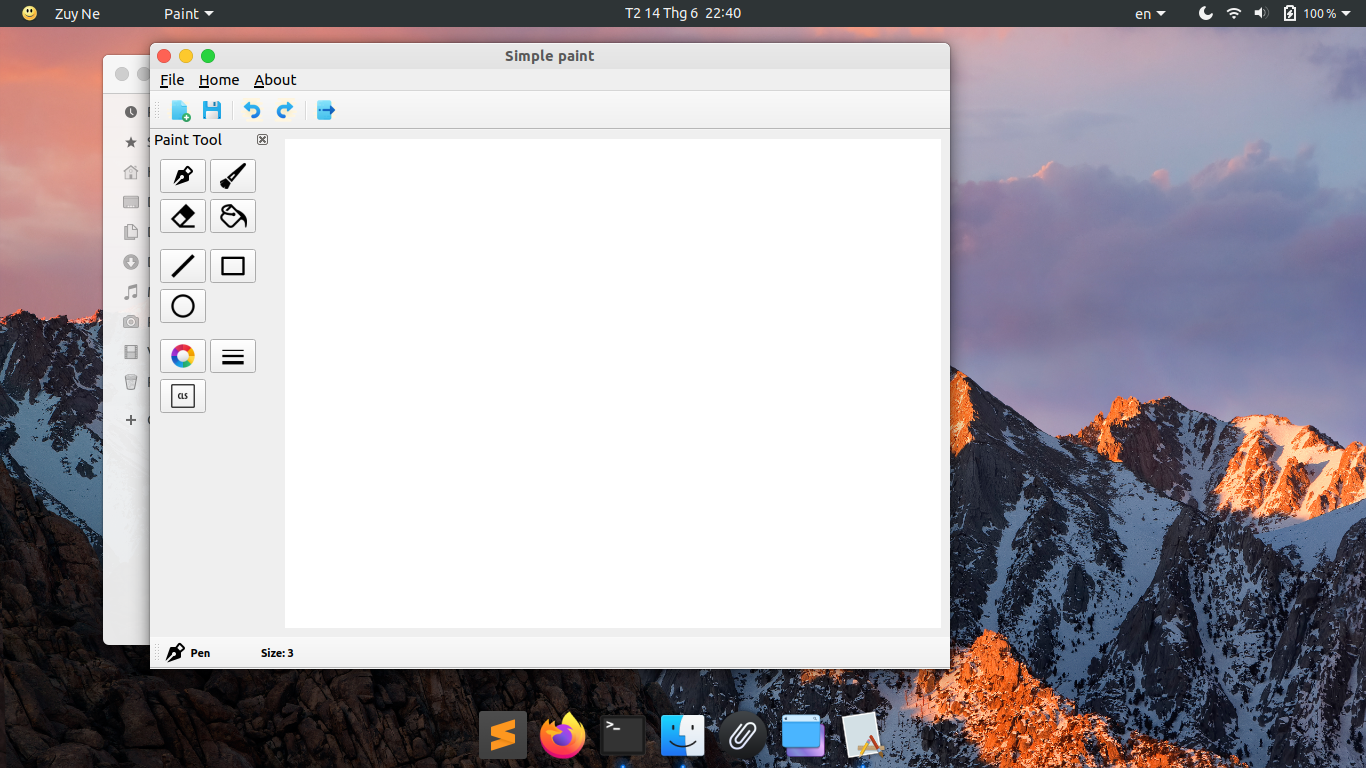 Zuy Ne Paint T2 14 Thg 6 22:40 en 100 %
Simple paint
File Home About
Paint Tool
CLS
Pen Size: 3
>_